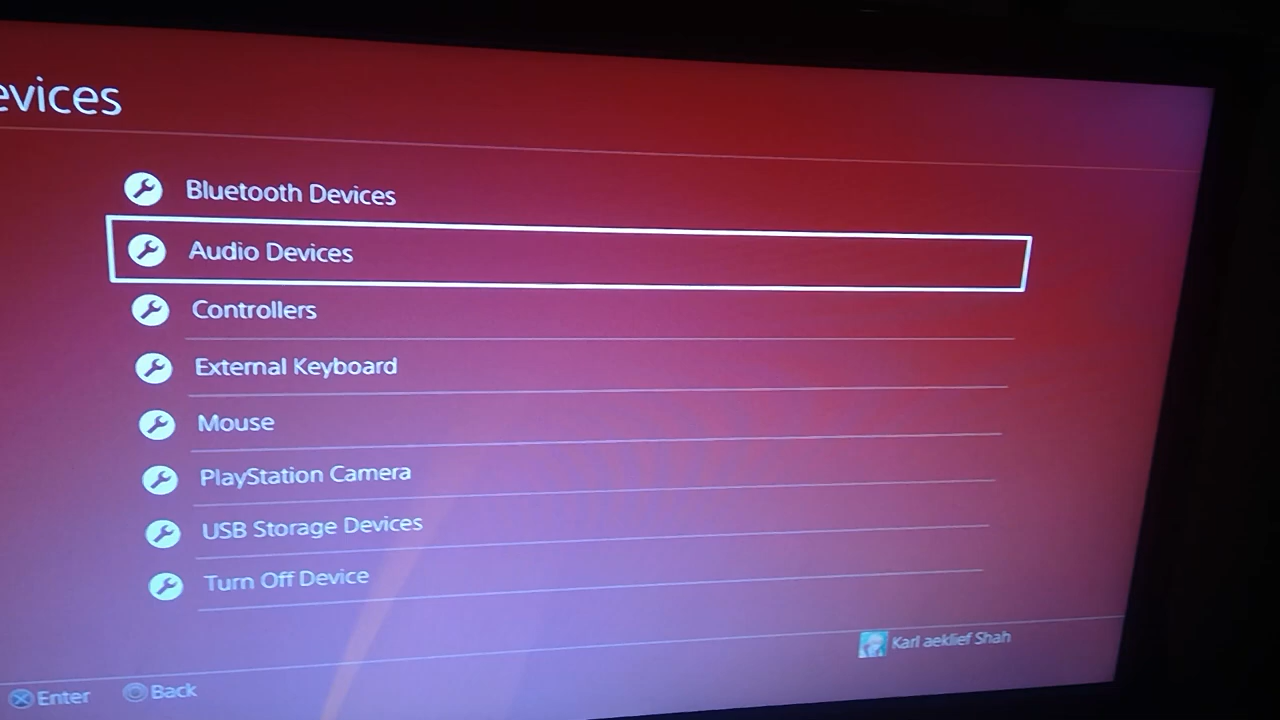 evices
Bluetooth Devices
Audio Devices
Controllers
External Keyboard
Mouse
PlayStation Camera
USB Storage Devices
Turn Off Device
Karl aeklief Shah
Enter Back